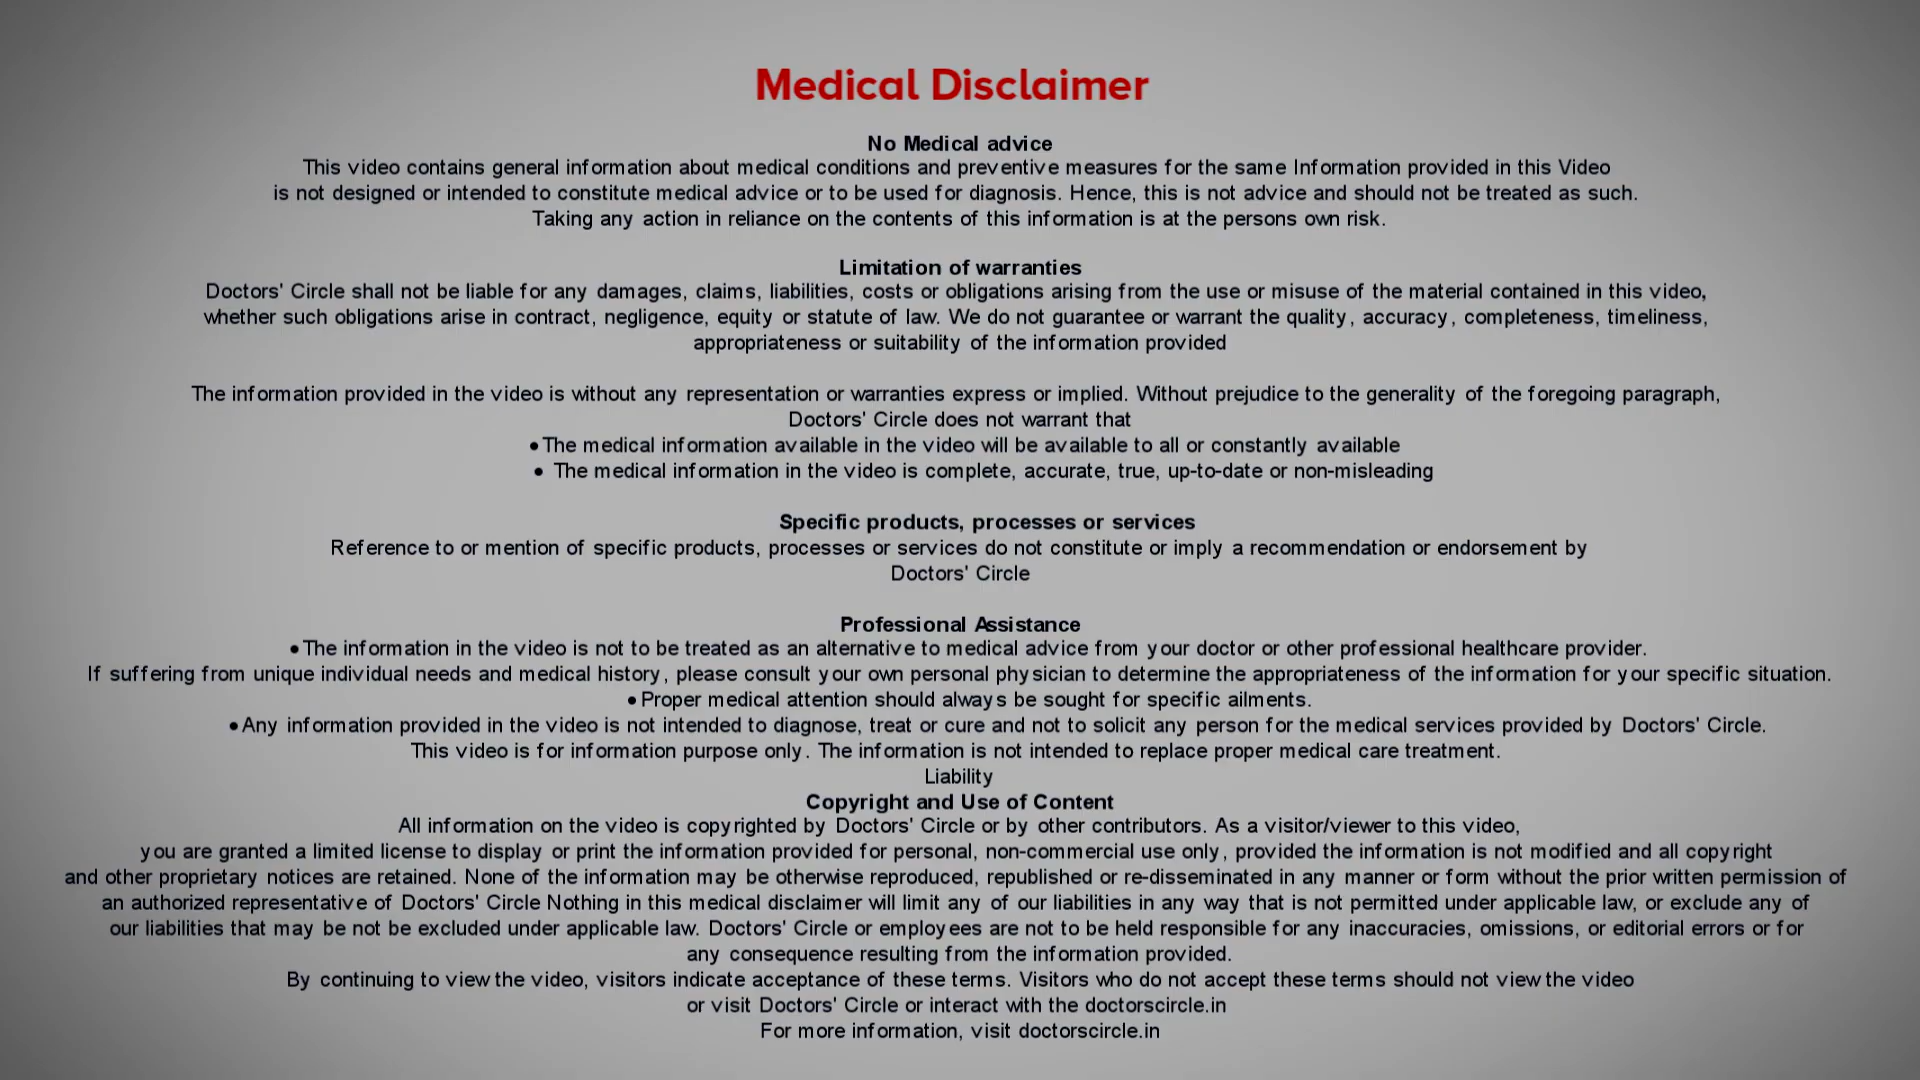 Medical Disclaimer
No Medical advice
This video contains general information about medical conditions and preventive measures for the same Information provided in this Video
is not designed or intended to constitute medical advice or to be used for diagnosis. Hence, this is not advice and should not be treated as such.
Taking any action in reliance on the contents of this information is at the persons own risk.
Limitation of warranties
Doctors' Circle shall not be liable for any damages, claims, liabilities, costs or obligations arising from the use or misuse of the material contained in this video,
whether such obligations arise in contract, negligence, equity or statute of law. We do not guarantee or warrant the quality, accuracy, completeness, timeliness,
appropriateness or suitability of the information provided
The information provided in the video is without any representation or warranties express or implied. Without prejudice to the generality of the foregoing paragraph,
Doctors' Circle does not warrant that
•The medical information available in the video will be available to all or constantly available
• The medical information in the video is complete, accurate, true, up-to-date or non-misleading
Specific products, processes or services
Reference to or mention of specific products, processes or services do not constitute or imply a recommendation or endorsement by
Doctors' Circle
Professional Assistance
•The information in the video is not to be treated as an alternative to medical advice from your doctor or other professional healthcare provider.
If suffering from unique individual needs and medical history, please consult your own personal physician to determine the appropriateness of the information for your specific situation.
•Proper medical attention should always be sought for specific ailments.
•Any information provided in the video is not intended to diagnose, treat or cure and not to solicit any person for the medical services provided by Doctors' Circle.
This video is for information purpose only. The information is not intended to replace proper medical care treatment.
Liability
Copyright and Use of Content
All information on the video is copyrighted by Doctors' Circle or by other contributors. As a visitor/viewer to this video,
you are granted a limited license to display or print the information provided for personal, non-commercial use only, provided the information is not modified and all copyright
and other proprietary notices are retained. None of the information may be otherwise reproduced, republished or re-disseminated in any manner or form without the prior written permission of
an authorized representative of Doctors' Circle Nothing in this medical disclaimer will limit any of our liabilities in any way that is not permitted under applicable law, or exclude any of
our liabilities that may be not be excluded under applicable law. Doctors' Circle or employees are not to be held responsible for any inaccuracies, omissions, or editorial errors or for
any consequence resulting from the information provided.
By continuing to view the video, visitors indicate acceptance of these terms. Visitors who do not accept these terms should not view the video
or visit Doctors' Circle or interact with the doctorscircle.in
For more information, visit doctorscircle.in